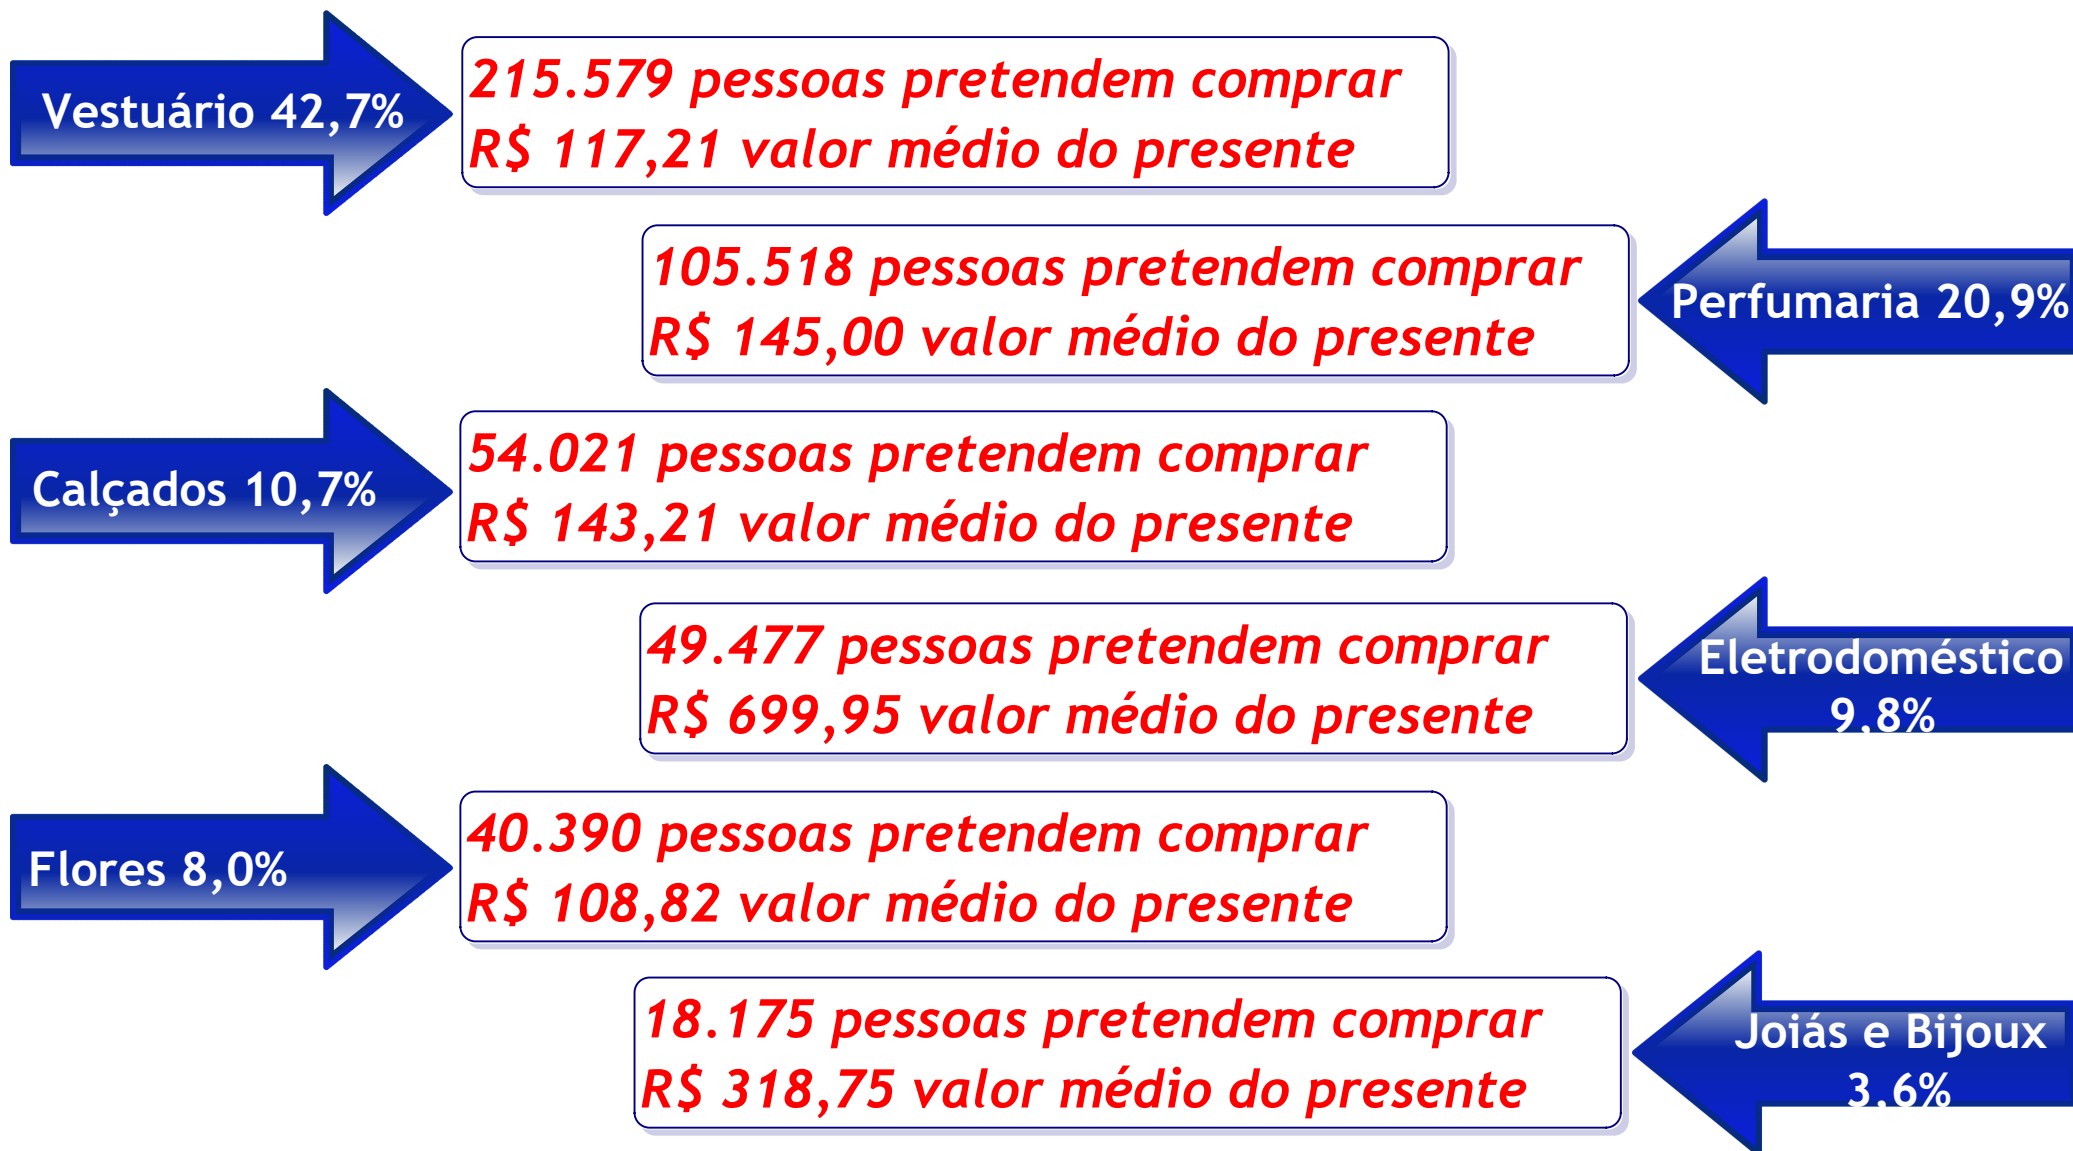 Vestuário 42,7%
215.579 pessoas pretendem comprar
R$ 117,21 valor médio do presente
105.518 pessoas pretendem comprar
R$ 145,00 valor médio do presente
Perfumaria 20,9%
Calçados 10,7%
54.021 pessoas pretendem comprar
R$ 143,21 valor médio do presente
49.477 pessoas pretendem comprar
R$ 699,95 valor médio do presente
Eletrodoméstico
9,8%
Flores 8,0%
40.390 pessoas pretendem comprar
R$ 108,82 valor médio do presente
18.175 pessoas pretendem comprar
R$ 318,75 valor médio do presente
Joiás e Bijoux
3,6%